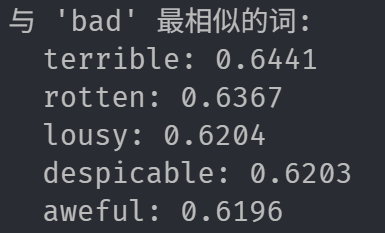 与 'bad' 最相似的词:
terrible: 0.6441
rotten: 0.6367
lousy: 0.6204
despicable: 0.6203
aweful: 0.6196